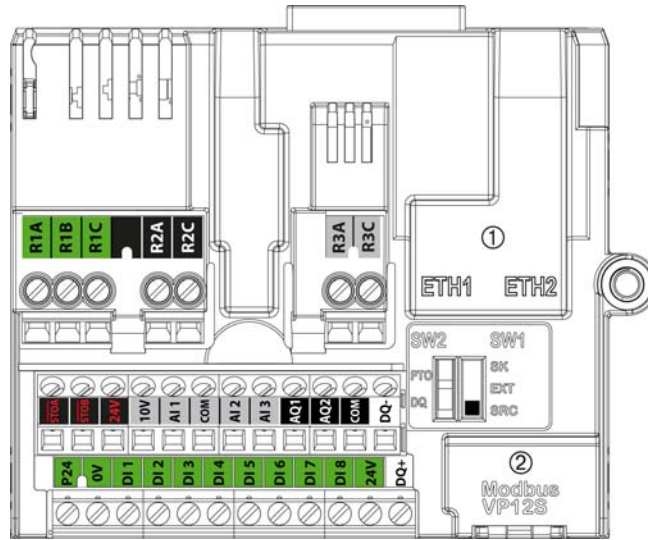 R1A R1B R1C R2A R2C R3A R3C
①
ETH1 ETH2
SW2 SW1
PTO SK
EXT
DQ SRC
STOA STOB 24V 10V AI1 COM AI2 AI3 AQ1 AQ2 COM DQ-
P24 0V DI1 DI2 DI3 DI4 DI5 DI6 DI7 DI8 24V DQ+
②
Modbus
VP12S